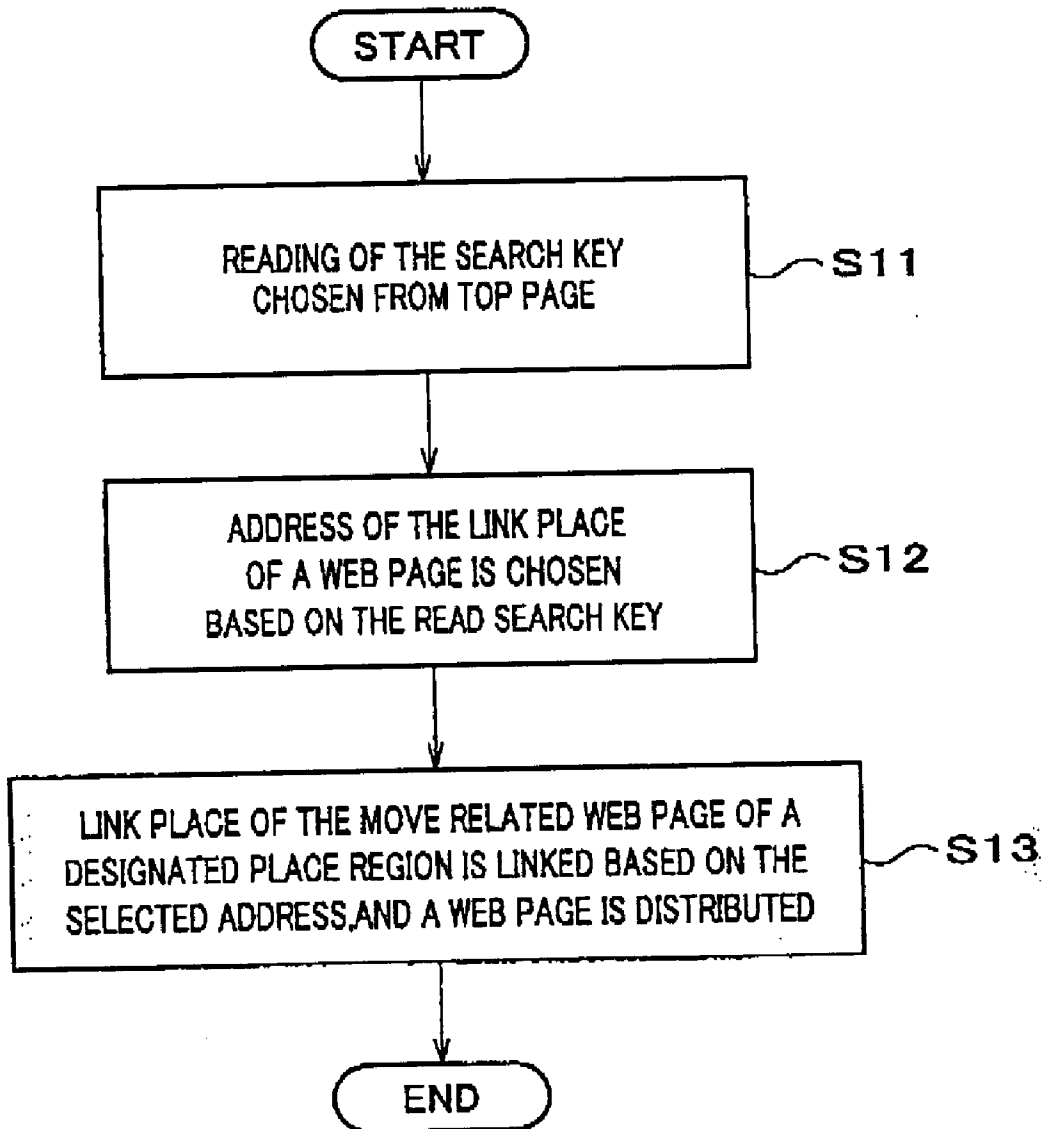 START
READING OF THE SEARCH KEY
CHOSEN FROM TOP PAGE
S11
ADDRESS OF THE LINK PLACE
OF A WEB PAGE IS CHOSEN
BASED ON THE READ SEARCH KEY
S12
LINK PLACE OF THE MOVE RELATED WEB PAGE OF A
DESIGNATED PLACE REGION IS LINKED BASED ON THE
SELECTED ADDRESS,AND A WEB PAGE IS DISTRIBUTED
S13
END